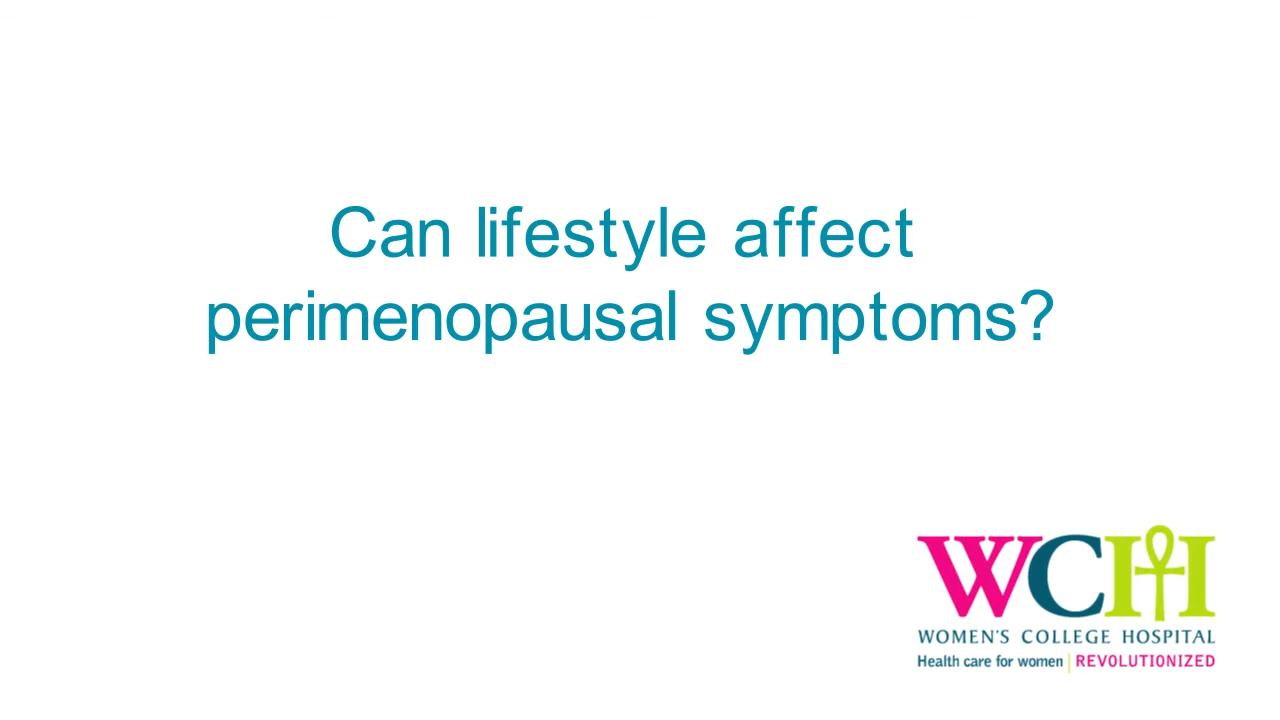 Can lifestyle affect
perimenopausal symptoms?
WCH
WOMEN'S COLLEGE HOSPITAL
Health care for women | REVOLUTIONIZED